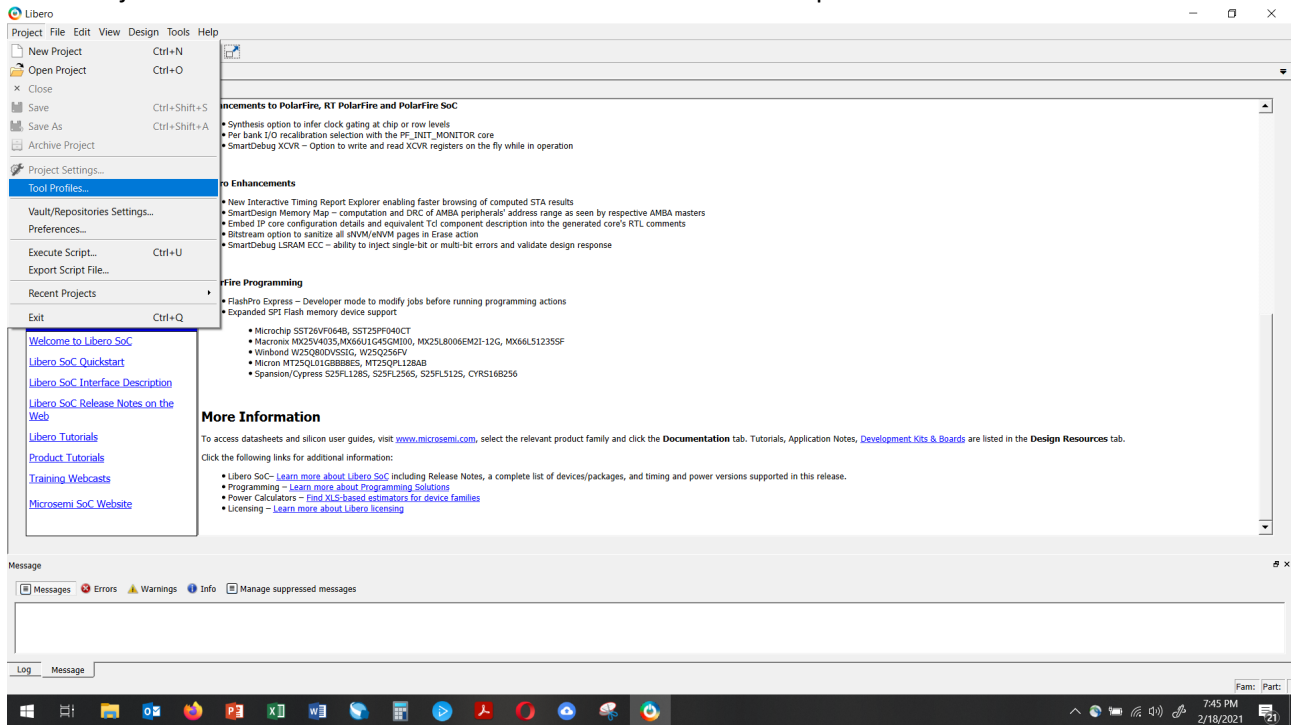 Libero
Project File Edit View Design Tools Help
New Project Ctrl+N
Open Project Ctrl+O
Close
Save Ctrl+Shift+S
Save As Ctrl+Shift+A
Archive Project
Project Settings...
Tool Profiles...
Vault/Repositories Settings...
Preferences...
Execute Script... Ctrl+U
Export Script File...
Recent Projects
Exit Ctrl+Q
Welcome to Libero SoC
Libero SoC Quickstart
Libero SoC Interface Description
Libero SoC Release Notes on the
Web
Libero Tutorials
Product Tutorials
Training Webcasts
Microsemi SoC Website
ncements to PolarFire, RT PolarFire and PolarFire SoC
• Synthesis option to infer clock gating at chip or row levels
• Per bank I/O recalibration selection with the PF_INIT_MONITOR core
• SmartDebug XCVR – Option to write and read XCVR registers on the fly while in operation
ro Enhancements
• New Interactive Timing Report Explorer enabling faster browsing of computed STA results
• SmartDesign Memory Map – computation and DRC of AMBA peripherals' address range as seen by respective AMBA masters
• Embed IP core configuration details and equivalent Tcl component description into the generated core's RTL comments
• Bitstream option to sanitize all sNVM/eNVM pages in Erase action
• SmartDebug LSRAM ECC – ability to inject single-bit or multi-bit errors and validate design response
rFire Programming
• FlashPro Express – Developer mode to modify jobs before running programming actions
• Expanded SPI Flash memory device support
• Microchip SST26VF064B, SST25PF040CT
• Macronix MX25V4035,MX66U1G45GMI00, MX25L8006EM2I-12G, MX66L51235SF
• Winbond W25Q80DVSSIG, W25Q256FV
• Micron MT25QL01GBBB8ES, MT25QPL128AB
• Spansion/Cypress S25FL128S, S25FL256S, S25FL512S, CYRS16B256
More Information
To access datasheets and silicon user guides, visit www.microsemi.com, select the relevant product family and click the Documentation tab. Tutorials, Application Notes, Development Kits & Boards are listed in the Design Resources tab.
Click the following links for additional information:
• Libero SoC– Learn more about Libero SoC including Release Notes, a complete list of devices/packages, and timing and power versions supported in this release.
• Programming – Learn more about Programming Solutions
• Power Calculators – Find XLS-based estimators for device families
• Licensing – Learn more about Libero licensing
Message
Messages Errors Warnings Info Manage suppressed messages
Log Message
Fam: Part:
7:45 PM
2/18/2021
21